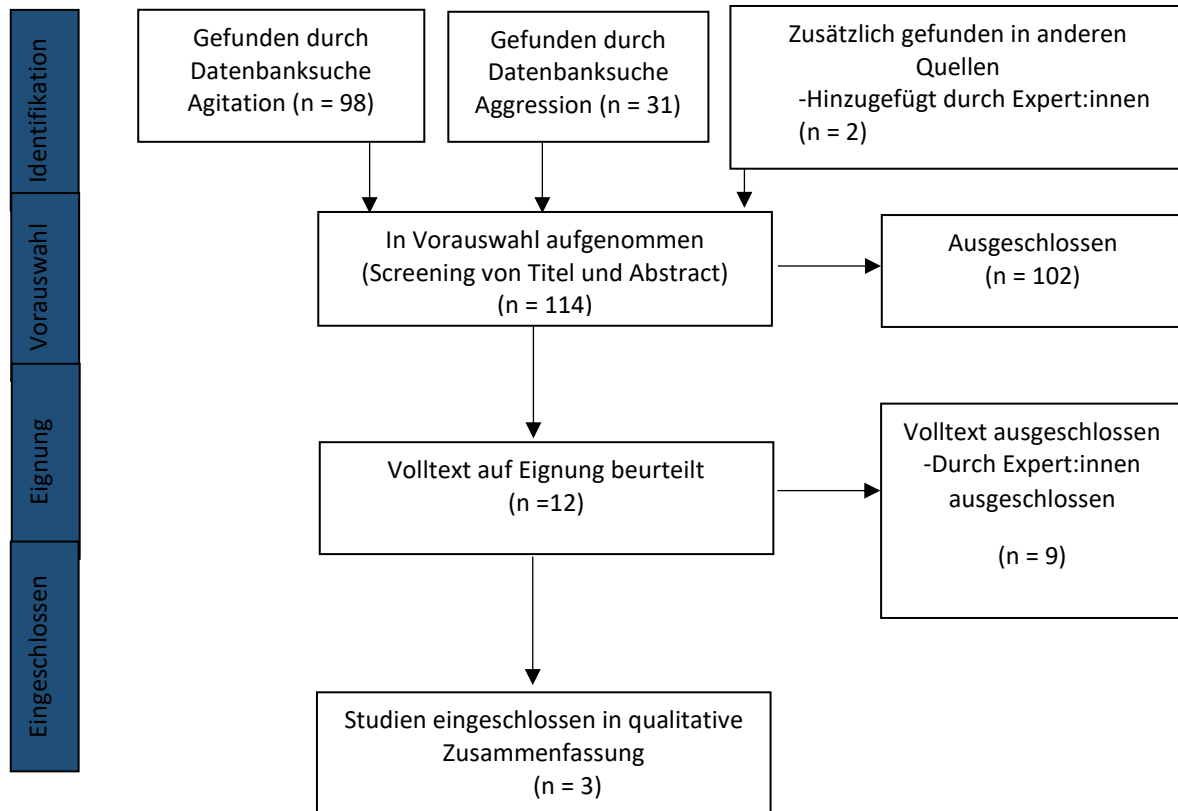 Identifikation
Gefunden durch
Datenbanksuche
Agitation (n = 98)
Gefunden durch
Datenbanksuche
Aggression (n = 31)
Zusätzlich gefunden in anderen
Quellen
-Hinzugefügt durch Expert:innen
(n = 2)
Vorauswahl
In Vorauswahl aufgenommen
(Screening von Titel und Abstract)
(n = 114)
Ausgeschlossen
(n = 102)
Eignung
Volltext auf Eignung beurteilt
(n =12)
Volltext ausgeschlossen
-Durch Expert:innen
ausgeschlossen
(n = 9)
Eingeschlossen
Studien eingeschlossen in qualitative
Zusammenfassung
(n = 3)